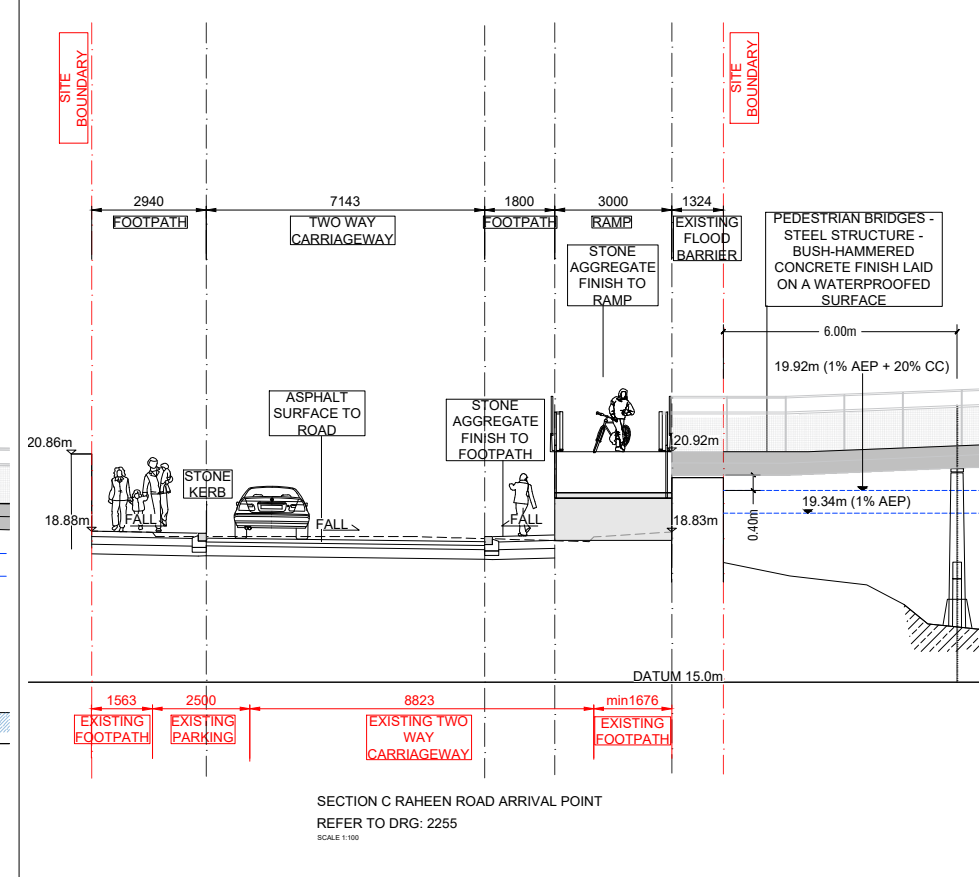 SITE
BOUNDARY
SITE
BOUNDARY
2940
7143
1800
3000
1324
FOOTPATH
TWO WAY
CARRIAGEWAY
FOOTPATH
RAMP
EXISTING
FLOOD
BARRIER
PEDESTRIAN BRIDGES -
STEEL STRUCTURE -
BUSH-HAMMERED
CONCRETE FINISH LAID
ON A WATERPROOFED
SURFACE
STONE
AGGREGATE
FINISH TO
RAMP
6.00m
19.92m (1% AEP + 20% CC)
ASPHALT
SURFACE TO
ROAD
STONE
AGGREGATE
FINISH TO
FOOTPATH
20.86m
20.92m
STONE
KERB
19.34m (1% AEP)
18.88m
FALL
FALL
FALL
18.83m
0.40m
DATUM 15.0m
1563
2500
8823
min1676
EXISTING
FOOTPATH
EXISTING
PARKING
EXISTING TWO
WAY
CARRIAGEWAY
EXISTING
FOOTPATH
SECTION C RAHEEN ROAD ARRIVAL POINT
REFER TO DRG: 2255
SCALE 1:100